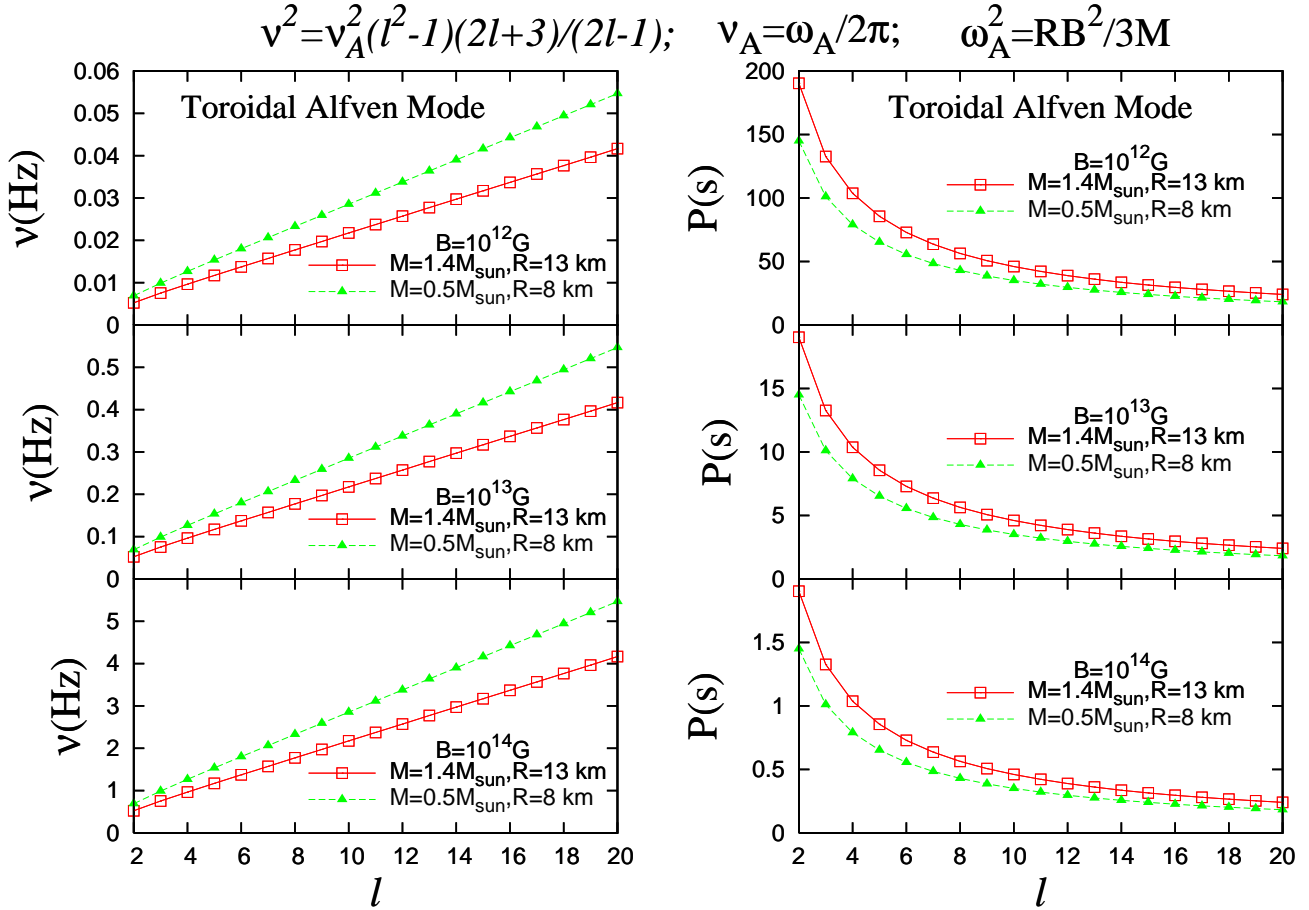 ν²=ν_A²(l²-1)(2l+3)/(2l-1); ν_A=ω_A/2π; ω_A²=RB²/3M
Toroidal Alfven Mode
ν(Hz)
0.06
0.05
0.04
0.03
0.02
0.01
0
B=10¹²G
M=1.4M_sun,R=13 km
M=0.5M_sun,R=8 km
ν(Hz)
0.5
0.4
0.3
0.2
0.1
0
B=10¹³G
M=1.4M_sun,R=13 km
M=0.5M_sun,R=8 km
ν(Hz)
5
4
3
2
1
0
B=10¹⁴G
M=1.4M_sun,R=13 km
M=0.5M_sun,R=8 km
2 4 6 8 10 12 14 16 18 20
l
Toroidal Alfven Mode
P(s)
200
150
100
50
0
B=10¹²G
M=1.4M_sun,R=13 km
M=0.5M_sun,R=8 km
P(s)
20
15
10
5
0
B=10¹³G
M=1.4M_sun,R=13 km
M=0.5M_sun,R=8 km
P(s)
2
1.5
1
0.5
0
B=10¹⁴G
M=1.4M_sun,R=13 km
M=0.5M_sun,R=8 km
2 4 6 8 10 12 14 16 18 20
l